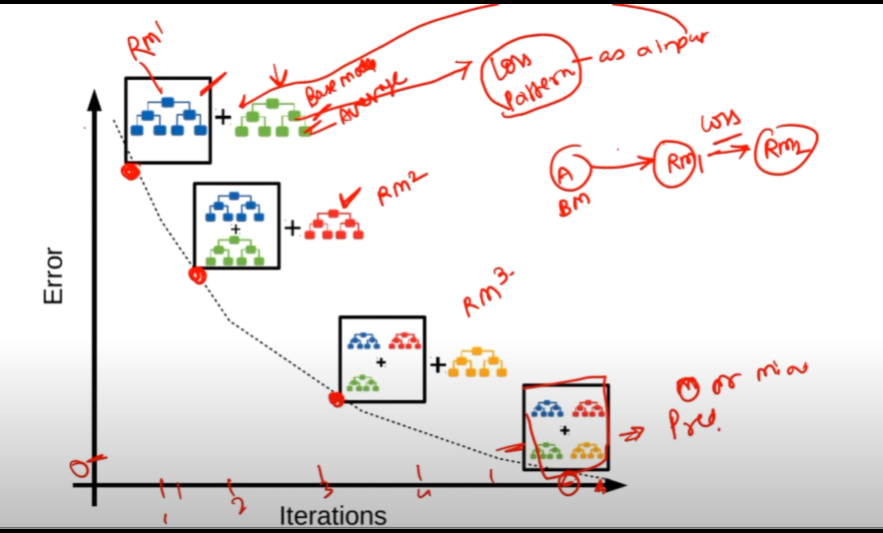 Rm1
Base model
Average
Loss
Pattern
as a input
A
BM
Rm1
Loss
Rm2
Rm2
Rm3
0 or min
Pred.
Error
0
1
2
3
4
Iterations
+
+
+
+
+
+
+